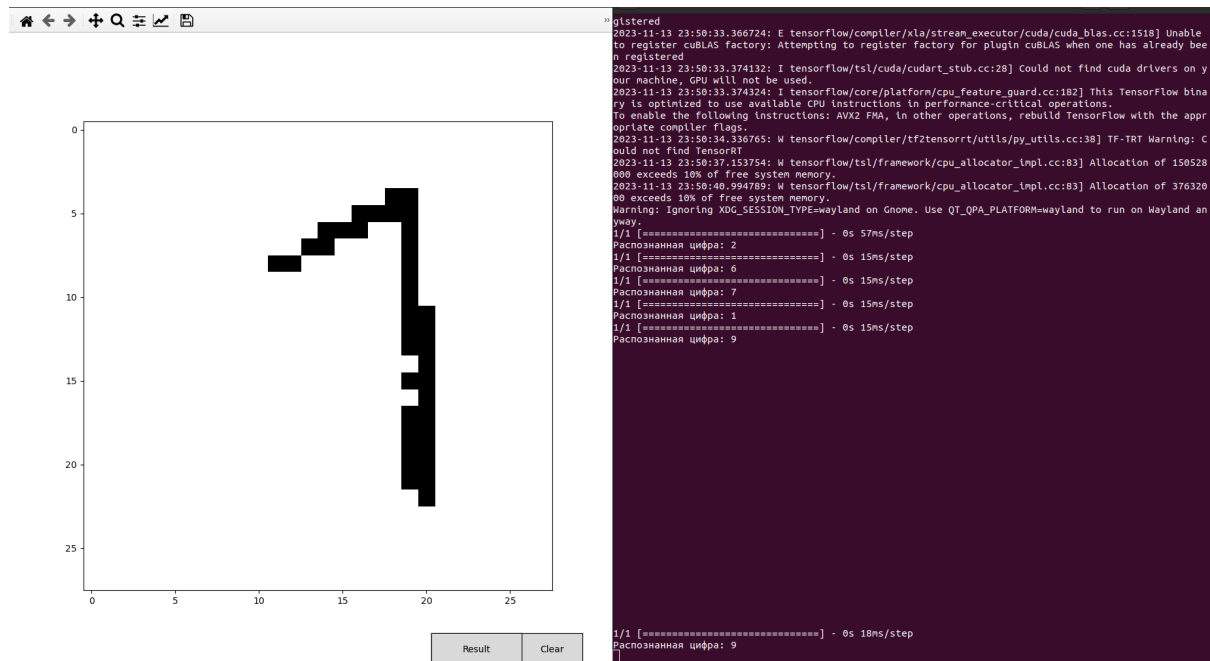 0
5
10
15
20
25
0
5
10
15
20
25
Result
Clear
gistered
2023-11-13 23:50:33.366724: E tensorflow/compiler/xla/stream_executor/cuda/cuda_blas.cc:1518] Unable
to register cuBLAS factory: Attempting to register factory for plugin cuBLAS when one has already bee
n registered
2023-11-13 23:50:33.374132: I tensorflow/tsl/cuda/cudart_stub.cc:28] Could not find cuda drivers on y
our machine, GPU will not be used.
2023-11-13 23:50:33.374324: I tensorflow/core/platform/cpu_feature_guard.cc:182] This TensorFlow bina
ry is optimized to use available CPU instructions in performance-critical operations.
To enable the following instructions: AVX2 FMA, in other operations, rebuild TensorFlow with the appr
opriate compiler flags.
2023-11-13 23:50:34.336765: W tensorflow/compiler/tf2tensorrt/utils/py_utils.cc:38] TF-TRT Warning: C
ould not find TensorRT
2023-11-13 23:50:37.153754: W tensorflow/tsl/framework/cpu_allocator_impl.cc:83] Allocation of 150528
000 exceeds 10% of free system memory.
2023-11-13 23:50:40.994789: W tensorflow/tsl/framework/cpu_allocator_impl.cc:83] Allocation of 376320
00 exceeds 10% of free system memory.
Warning: Ignoring XDG_SESSION_TYPE=wayland on Gnome. Use QT_QPA_PLATFORM=wayland to run on Wayland an
yway.
1/1 [==============================] - 0s 57ms/step
Распознанная цифра: 2
1/1 [==============================] - 0s 15ms/step
Распознанная цифра: 6
1/1 [==============================] - 0s 15ms/step
Распознанная цифра: 7
1/1 [==============================] - 0s 15ms/step
Распознанная цифра: 1
1/1 [==============================] - 0s 15ms/step
Распознанная цифра: 9
1/1 [==============================] - 0s 18ms/step
Распознанная цифра: 9